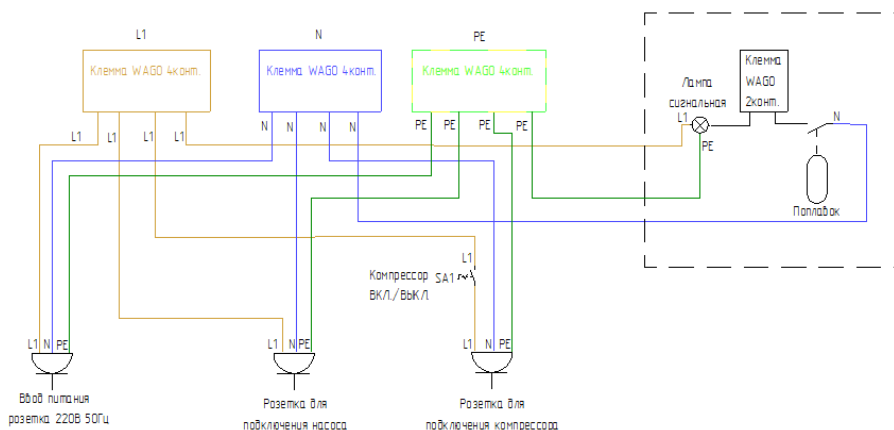 L1
N
PE
Клемма WAGO 4конт.
Клемма WAGO 4конт.
Клемма WAGO 4конт.
Клемма
WAGO
2конт.
Лампа
сигнальная
L1
N
PE
L1
L1
L1
L1
N
N
N
N
PE
PE
PE
PE
Поплавок
L1
Компрессор SA1
ВКЛ./ВЫКЛ.
L1 N PE
L1 N PE
L1 N PE
Ввод питания
розетка 220В 50Гц
Розетка для
подключения насоса
Розетка для
подключения компрессора